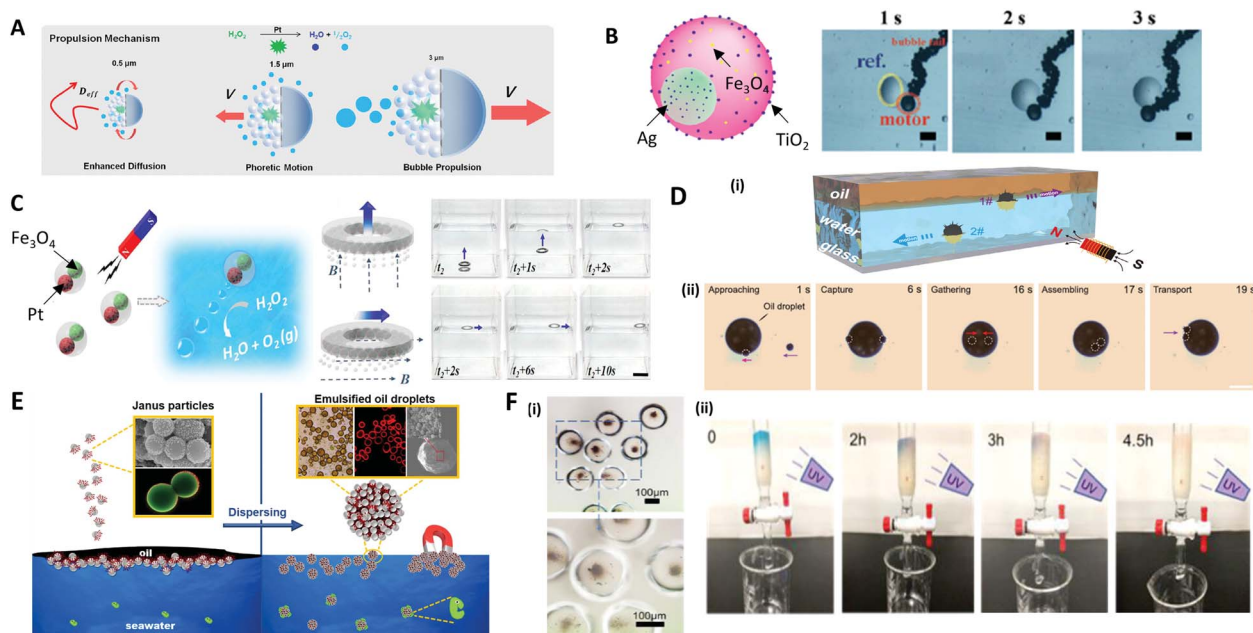 A
Propulsion Mechanism
H₂O₂ Pt H₂O + ½O₂
0.5 µm
1.5 µm
3 µm
D_eff
V
V
Enhanced Diffusion
Phoretic Motion
Bubble Propulsion
B
Fe₃O₄
Ag
TiO₂
1 s
2 s
3 s
bubble tail
ref.
motor
C
Fe₃O₄
Pt
S
H₂O₂
H₂O + O₂(g)
B
B
t₂
t₂+1s
t₂+2s
t₂+2s
t₂+6s
t₂+10s
D
(i)
oil
water
glass
1#
2#
N
S
(ii)
Approaching 1 s
Capture 6 s
Gathering 16 s
Assembling 17 s
Transport 19 s
Oil droplet
E
Janus particles
Emulsified oil droplets
Dispersing
oil
seawater
F
(i)
100µm
100µm
(ii)
0
2h
3h
4.5h
UV
UV
UV
UV